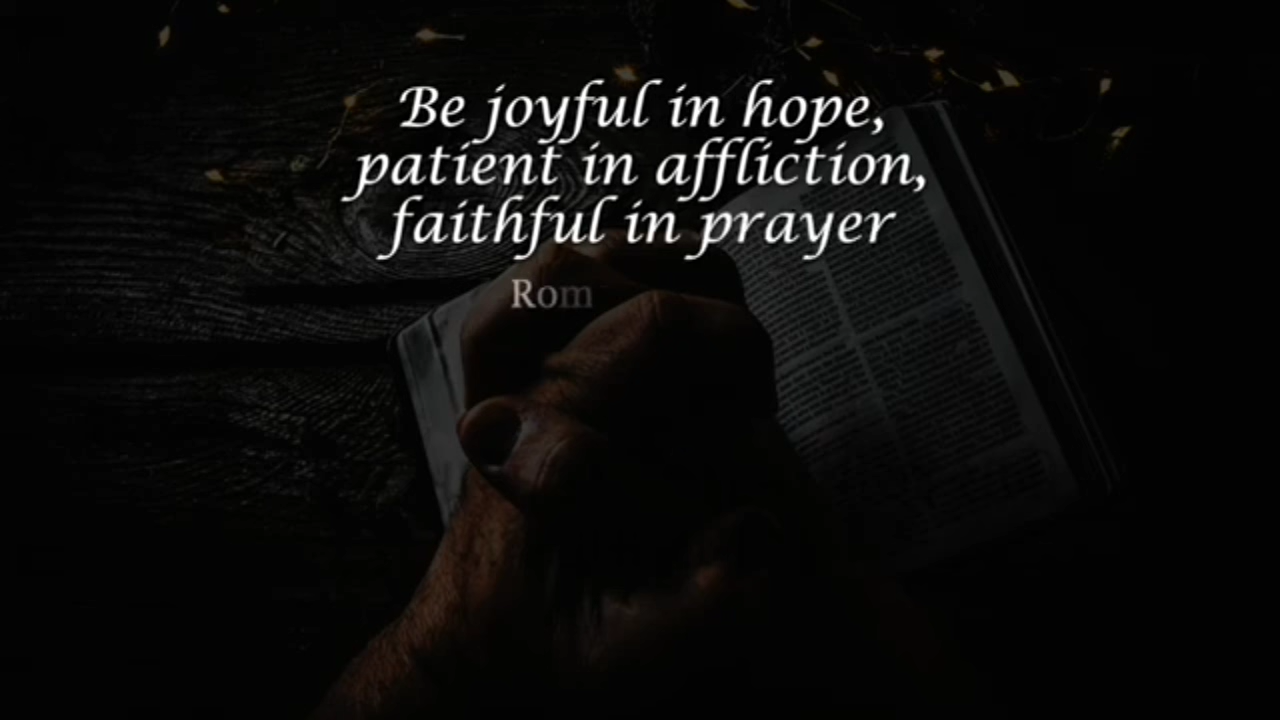 Be joyful in hope,
patient in affliction,
faithful in prayer
Rom